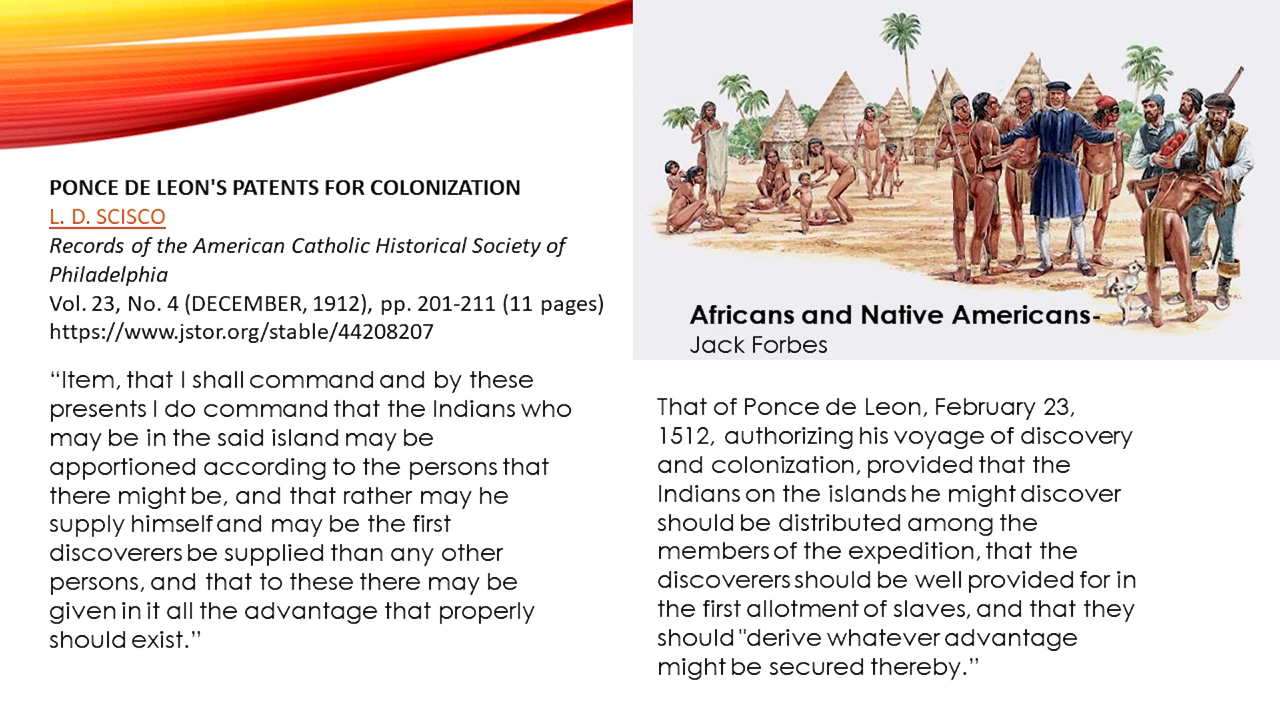 PONCE DE LEON'S PATENTS FOR COLONIZATION
L. D. SCISCO
Records of the American Catholic Historical Society of
Philadelphia
Vol. 23, No. 4 (DECEMBER, 1912), pp. 201-211 (11 pages)
https://www.jstor.org/stable/44208207
“Item, that I shall command and by these
presents I do command that the Indians who
may be in the said island may be
apportioned according to the persons that
there might be, and that rather may he
supply himself and may be the first
discoverers be supplied than any other
persons, and that to these there may be
given in it all the advantage that properly
should exist.”
Africans and Native Americans-
Jack Forbes
That of Ponce de Leon, February 23,
1512, authorizing his voyage of discovery
and colonization, provided that the
Indians on the islands he might discover
should be distributed among the
members of the expedition, that the
discoverers should be well provided for in
the first allotment of slaves, and that they
should "derive whatever advantage
might be secured thereby.”